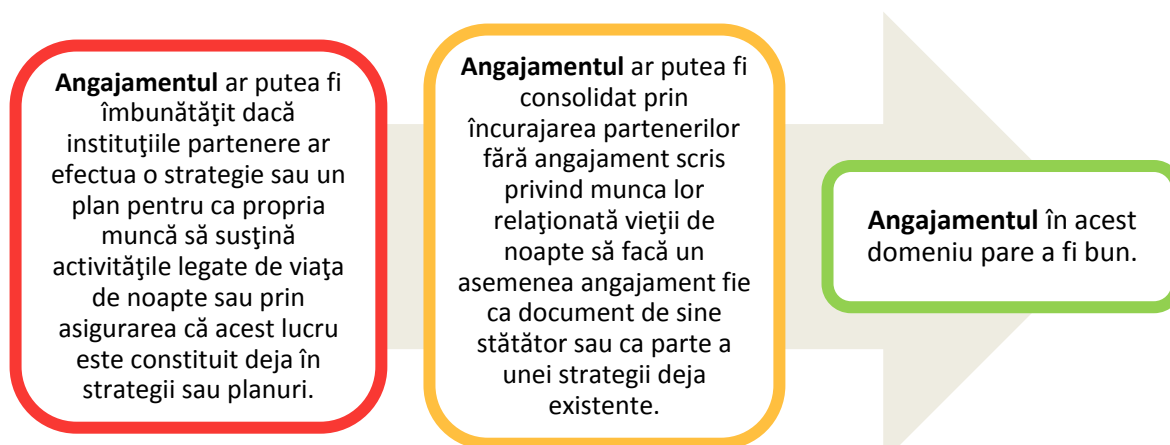 Angajamentul ar putea fi
îmbunătăţit dacă
instituţiile partenere ar
efectua o strategie sau un
plan pentru ca propria
muncă să susţină
activităţile legate de viaţa
de noapte sau prin
asigurarea că acest lucru
este constituit deja în
strategii sau planuri.
Angajamentul ar putea fi
consolidat prin
încurajarea partenerilor
fără angajament scris
privind munca lor
relaţionată vieţii de
noapte să facă un
asemenea angajament fie
ca document de sine
stătător sau ca parte a
unei strategii deja
existente.
Angajamentul în acest
domeniu pare a fi bun.